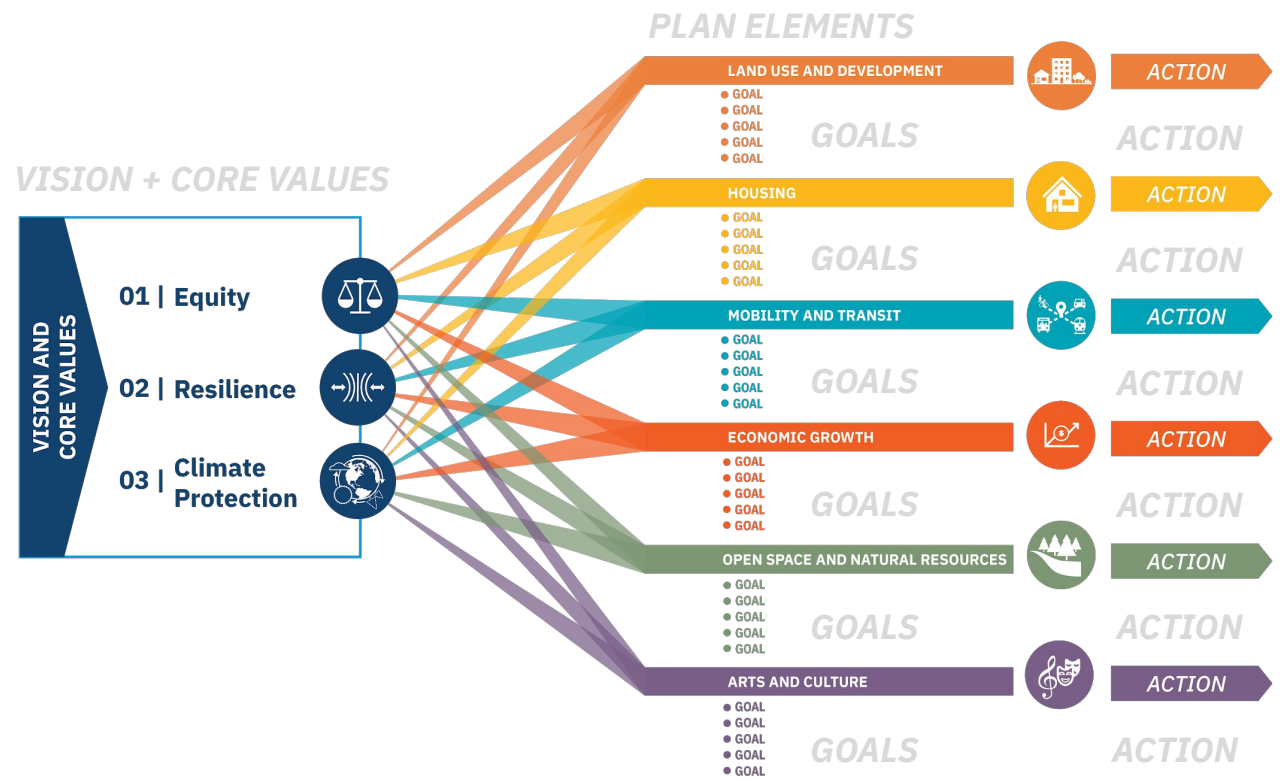 PLAN ELEMENTS
VISION + CORE VALUES
VISION AND
CORE VALUES
01 | Equity
02 | Resilience
03 | Climate
Protection
LAND USE AND DEVELOPMENT
ACTION
GOAL
GOAL
GOAL
GOAL
GOAL
GOALS
ACTION
HOUSING
ACTION
GOAL
GOAL
GOAL
GOAL
GOAL
GOALS
ACTION
MOBILITY AND TRANSIT
ACTION
GOAL
GOAL
GOAL
GOAL
GOAL
GOALS
ACTION
ECONOMIC GROWTH
$
ACTION
GOAL
GOAL
GOAL
GOAL
GOAL
GOALS
ACTION
OPEN SPACE AND NATURAL RESOURCES
ACTION
GOAL
GOAL
GOAL
GOAL
GOAL
GOALS
ACTION
ARTS AND CULTURE
ACTION
GOAL
GOAL
GOAL
GOAL
GOAL
GOALS
ACTION